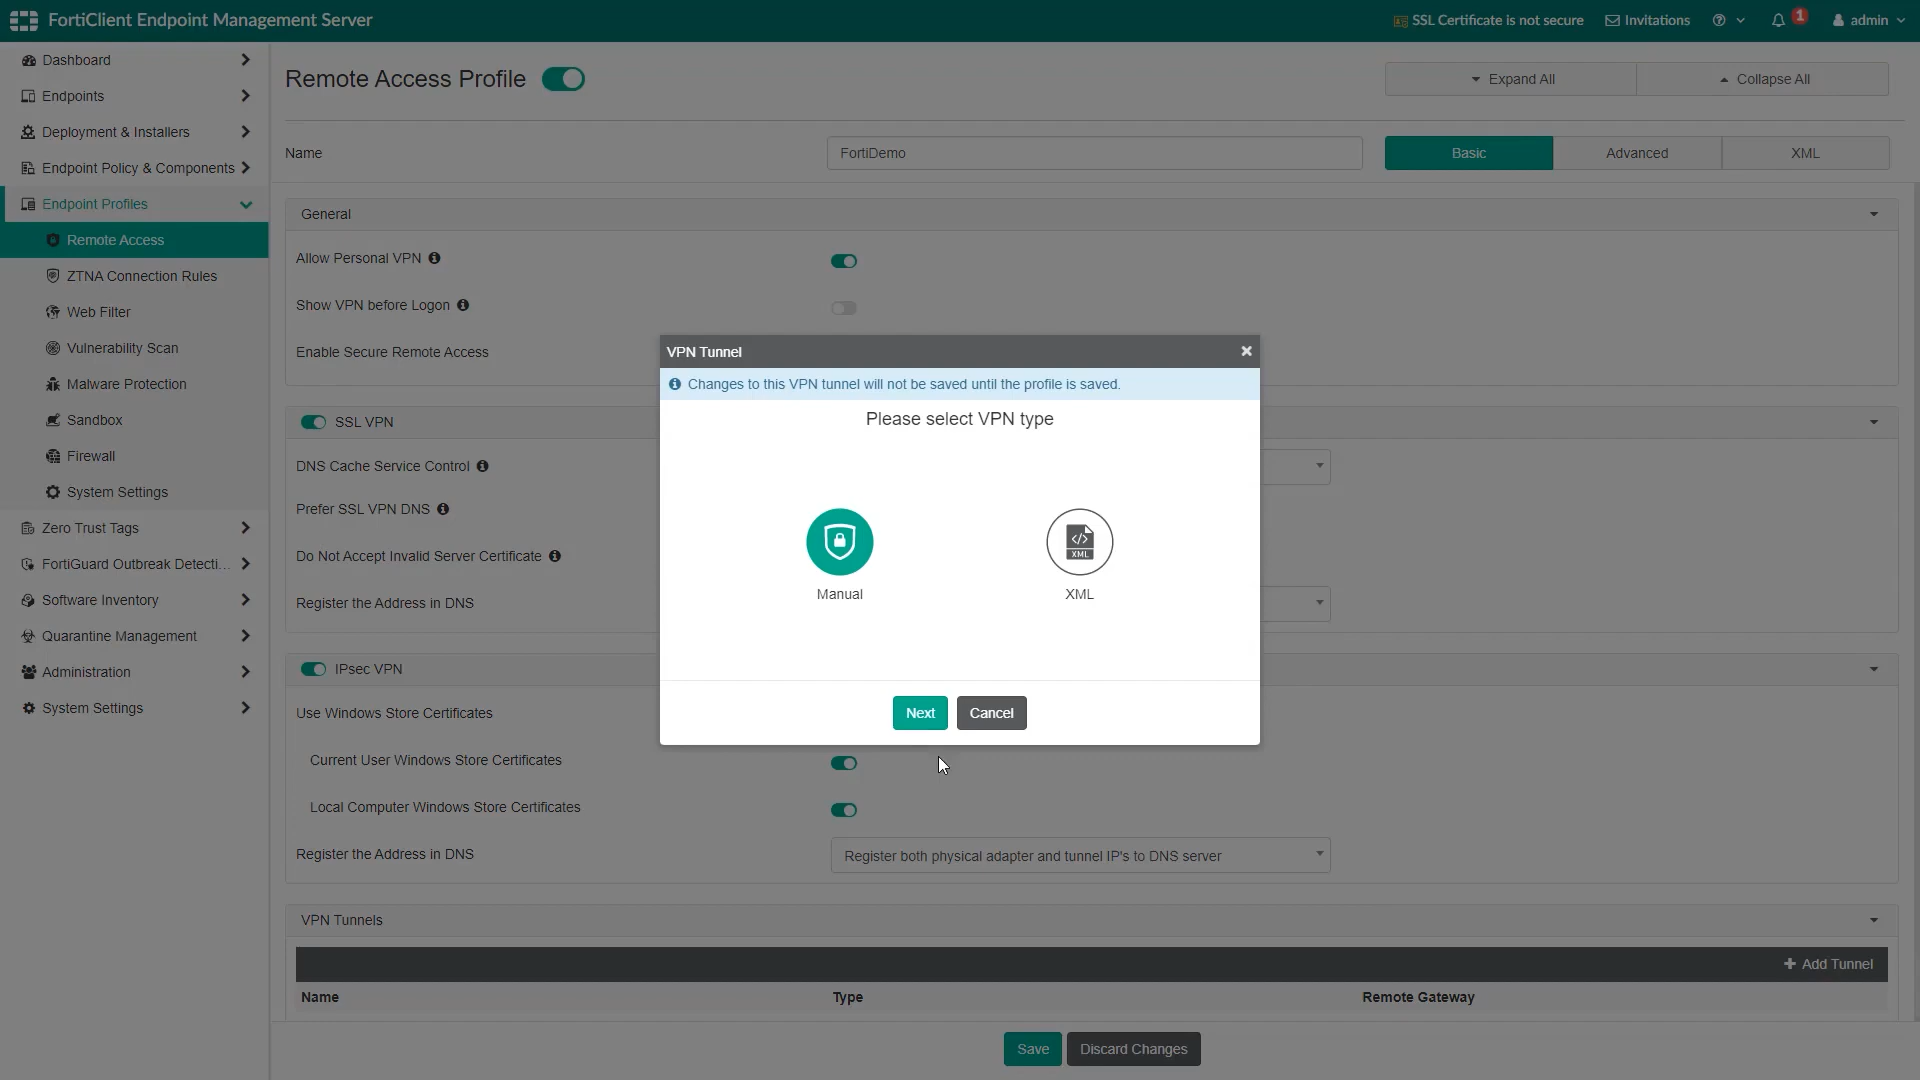 FortiClient Endpoint Management Server
SSL Certificate is not secure
Invitations
1
admin
Dashboard
Endpoints
Deployment & Installers
Endpoint Policy & Components
Endpoint Profiles
Remote Access
ZTNA Connection Rules
Web Filter
Vulnerability Scan
Malware Protection
Sandbox
Firewall
System Settings
Zero Trust Tags
FortiGuard Outbreak Detecti...
Software Inventory
Quarantine Management
Administration
System Settings
Remote Access Profile
Expand All
Collapse All
Name
FortiDemo
Basic
Advanced
XML
General
Allow Personal VPN
Show VPN before Logon
Enable Secure Remote Access
SSL VPN
DNS Cache Service Control
Prefer SSL VPN DNS
Do Not Accept Invalid Server Certificate
Register the Address in DNS
IPsec VPN
Use Windows Store Certificates
Current User Windows Store Certificates
Local Computer Windows Store Certificates
Register the Address in DNS
Register both physical adapter and tunnel IP's to DNS server
VPN Tunnels
Add Tunnel
Name
Type
Remote Gateway
Save
Discard Changes
VPN Tunnel
Changes to this VPN tunnel will not be saved until the profile is saved.
Please select VPN type
XML
Manual
XML
Next
Cancel